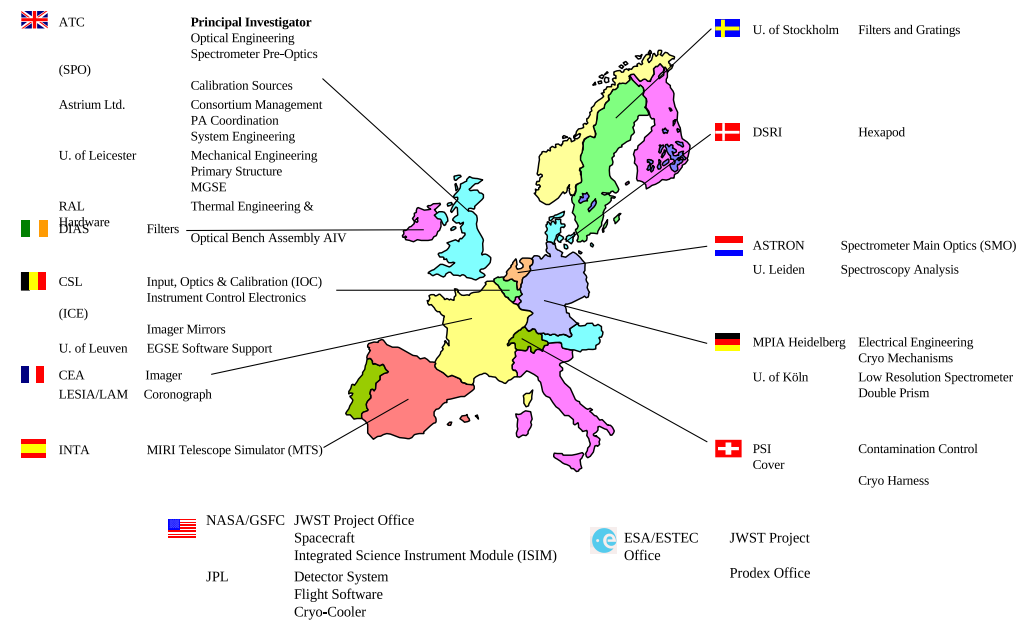 ATC Principal Investigator
Optical Engineering
Spectrometer Pre-Optics
(SPO)
Calibration Sources
Astrium Ltd. Consortium Management
PA Coordination
System Engineering
U. of Leicester Mechanical Engineering
Primary Structure
MGSE
RAL Thermal Engineering &
Hardware
Optical Bench Assembly AIV
DIAS Filters
CSL Input, Optics & Calibration (IOC)
Instrument Control Electronics
(ICE)
Imager Mirrors
U. of Leuven EGSE Software Support
CEA Imager
LESIA/LAM Coronograph
INTA MIRI Telescope Simulator (MTS)
U. of Stockholm Filters and Gratings
DSRI Hexapod
ASTRON Spectrometer Main Optics (SMO)
U. Leiden Spectroscopy Analysis
MPIA Heidelberg Electrical Engineering
Cryo Mechanisms
U. of Köln Low Resolution Spectrometer
Double Prism
PSI Contamination Control
Cover
Cryo Harness
NASA/GSFC JWST Project Office
Spacecraft
Integrated Science Instrument Module (ISIM)
JPL Detector System
Flight Software
Cryo-Cooler
e
ESA/ESTEC JWST Project
Office
Prodex Office